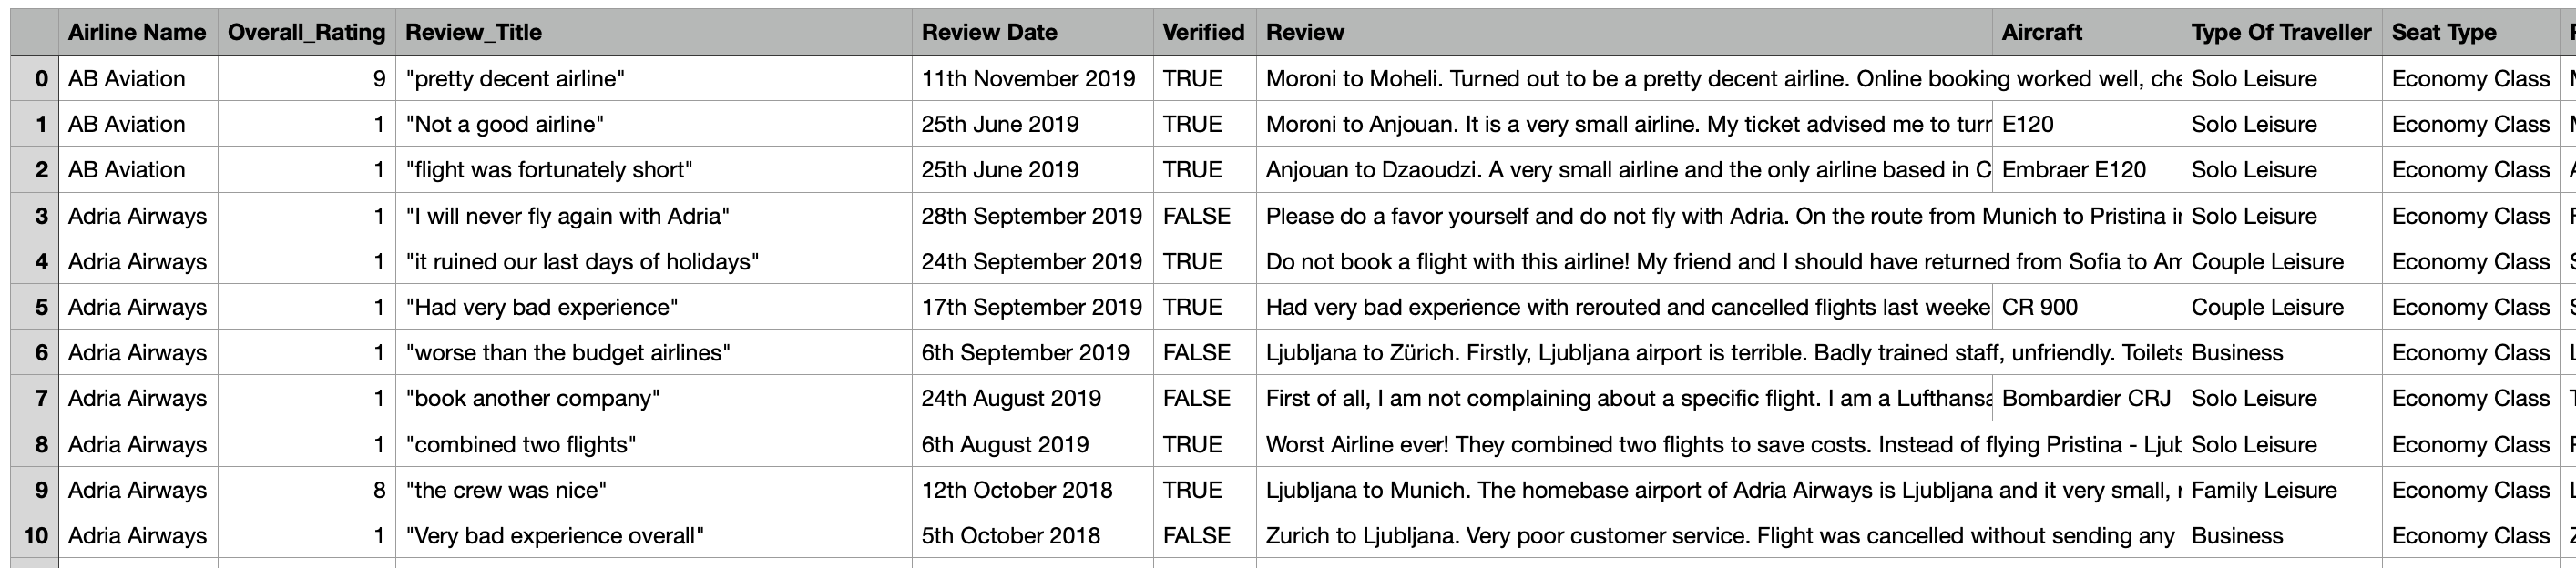 Airline Name Overall_Rating Review_Title Review Date Verified Review Aircraft Type Of Traveller Seat Type
0 AB Aviation 9 "pretty decent airline" 11th November 2019 TRUE Moroni to Moheli. Turned out to be a pretty decent airline. Online booking worked well, che Solo Leisure Economy Class
1 AB Aviation 1 "Not a good airline" 25th June 2019 TRUE Moroni to Anjouan. It is a very small airline. My ticket advised me to turn E120 Solo Leisure Economy Class
2 AB Aviation 1 "flight was fortunately short" 25th June 2019 TRUE Anjouan to Dzaoudzi. A very small airline and the only airline based in C Embraer E120 Solo Leisure Economy Class
3 Adria Airways 1 "I will never fly again with Adria" 28th September 2019 FALSE Please do a favor yourself and do not fly with Adria. On the route from Munich to Pristina in Solo Leisure Economy Class
4 Adria Airways 1 "it ruined our last days of holidays" 24th September 2019 TRUE Do not book a flight with this airline! My friend and I should have returned from Sofia to Am Couple Leisure Economy Class
5 Adria Airways 1 "Had very bad experience" 17th September 2019 TRUE Had very bad experience with rerouted and cancelled flights last weeke CR 900 Couple Leisure Economy Class
6 Adria Airways 1 "worse than the budget airlines" 6th September 2019 FALSE Ljubljana to Zürich. Firstly, Ljubljana airport is terrible. Badly trained staff, unfriendly. Toilets Business Economy Class
7 Adria Airways 1 "book another company" 24th August 2019 FALSE First of all, I am not complaining about a specific flight. I am a Lufthansa Bombardier CRJ Solo Leisure Economy Class
8 Adria Airways 1 "combined two flights" 6th August 2019 TRUE Worst Airline ever! They combined two flights to save costs. Instead of flying Pristina - Ljub Solo Leisure Economy Class
9 Adria Airways 8 "the crew was nice" 12th October 2018 TRUE Ljubljana to Munich. The homebase airport of Adria Airways is Ljubljana and it very small, Family Leisure Economy Class
10 Adria Airways 1 "Very bad experience overall" 5th October 2018 FALSE Zurich to Ljubljana. Very poor customer service. Flight was cancelled without sending any Business Economy Class